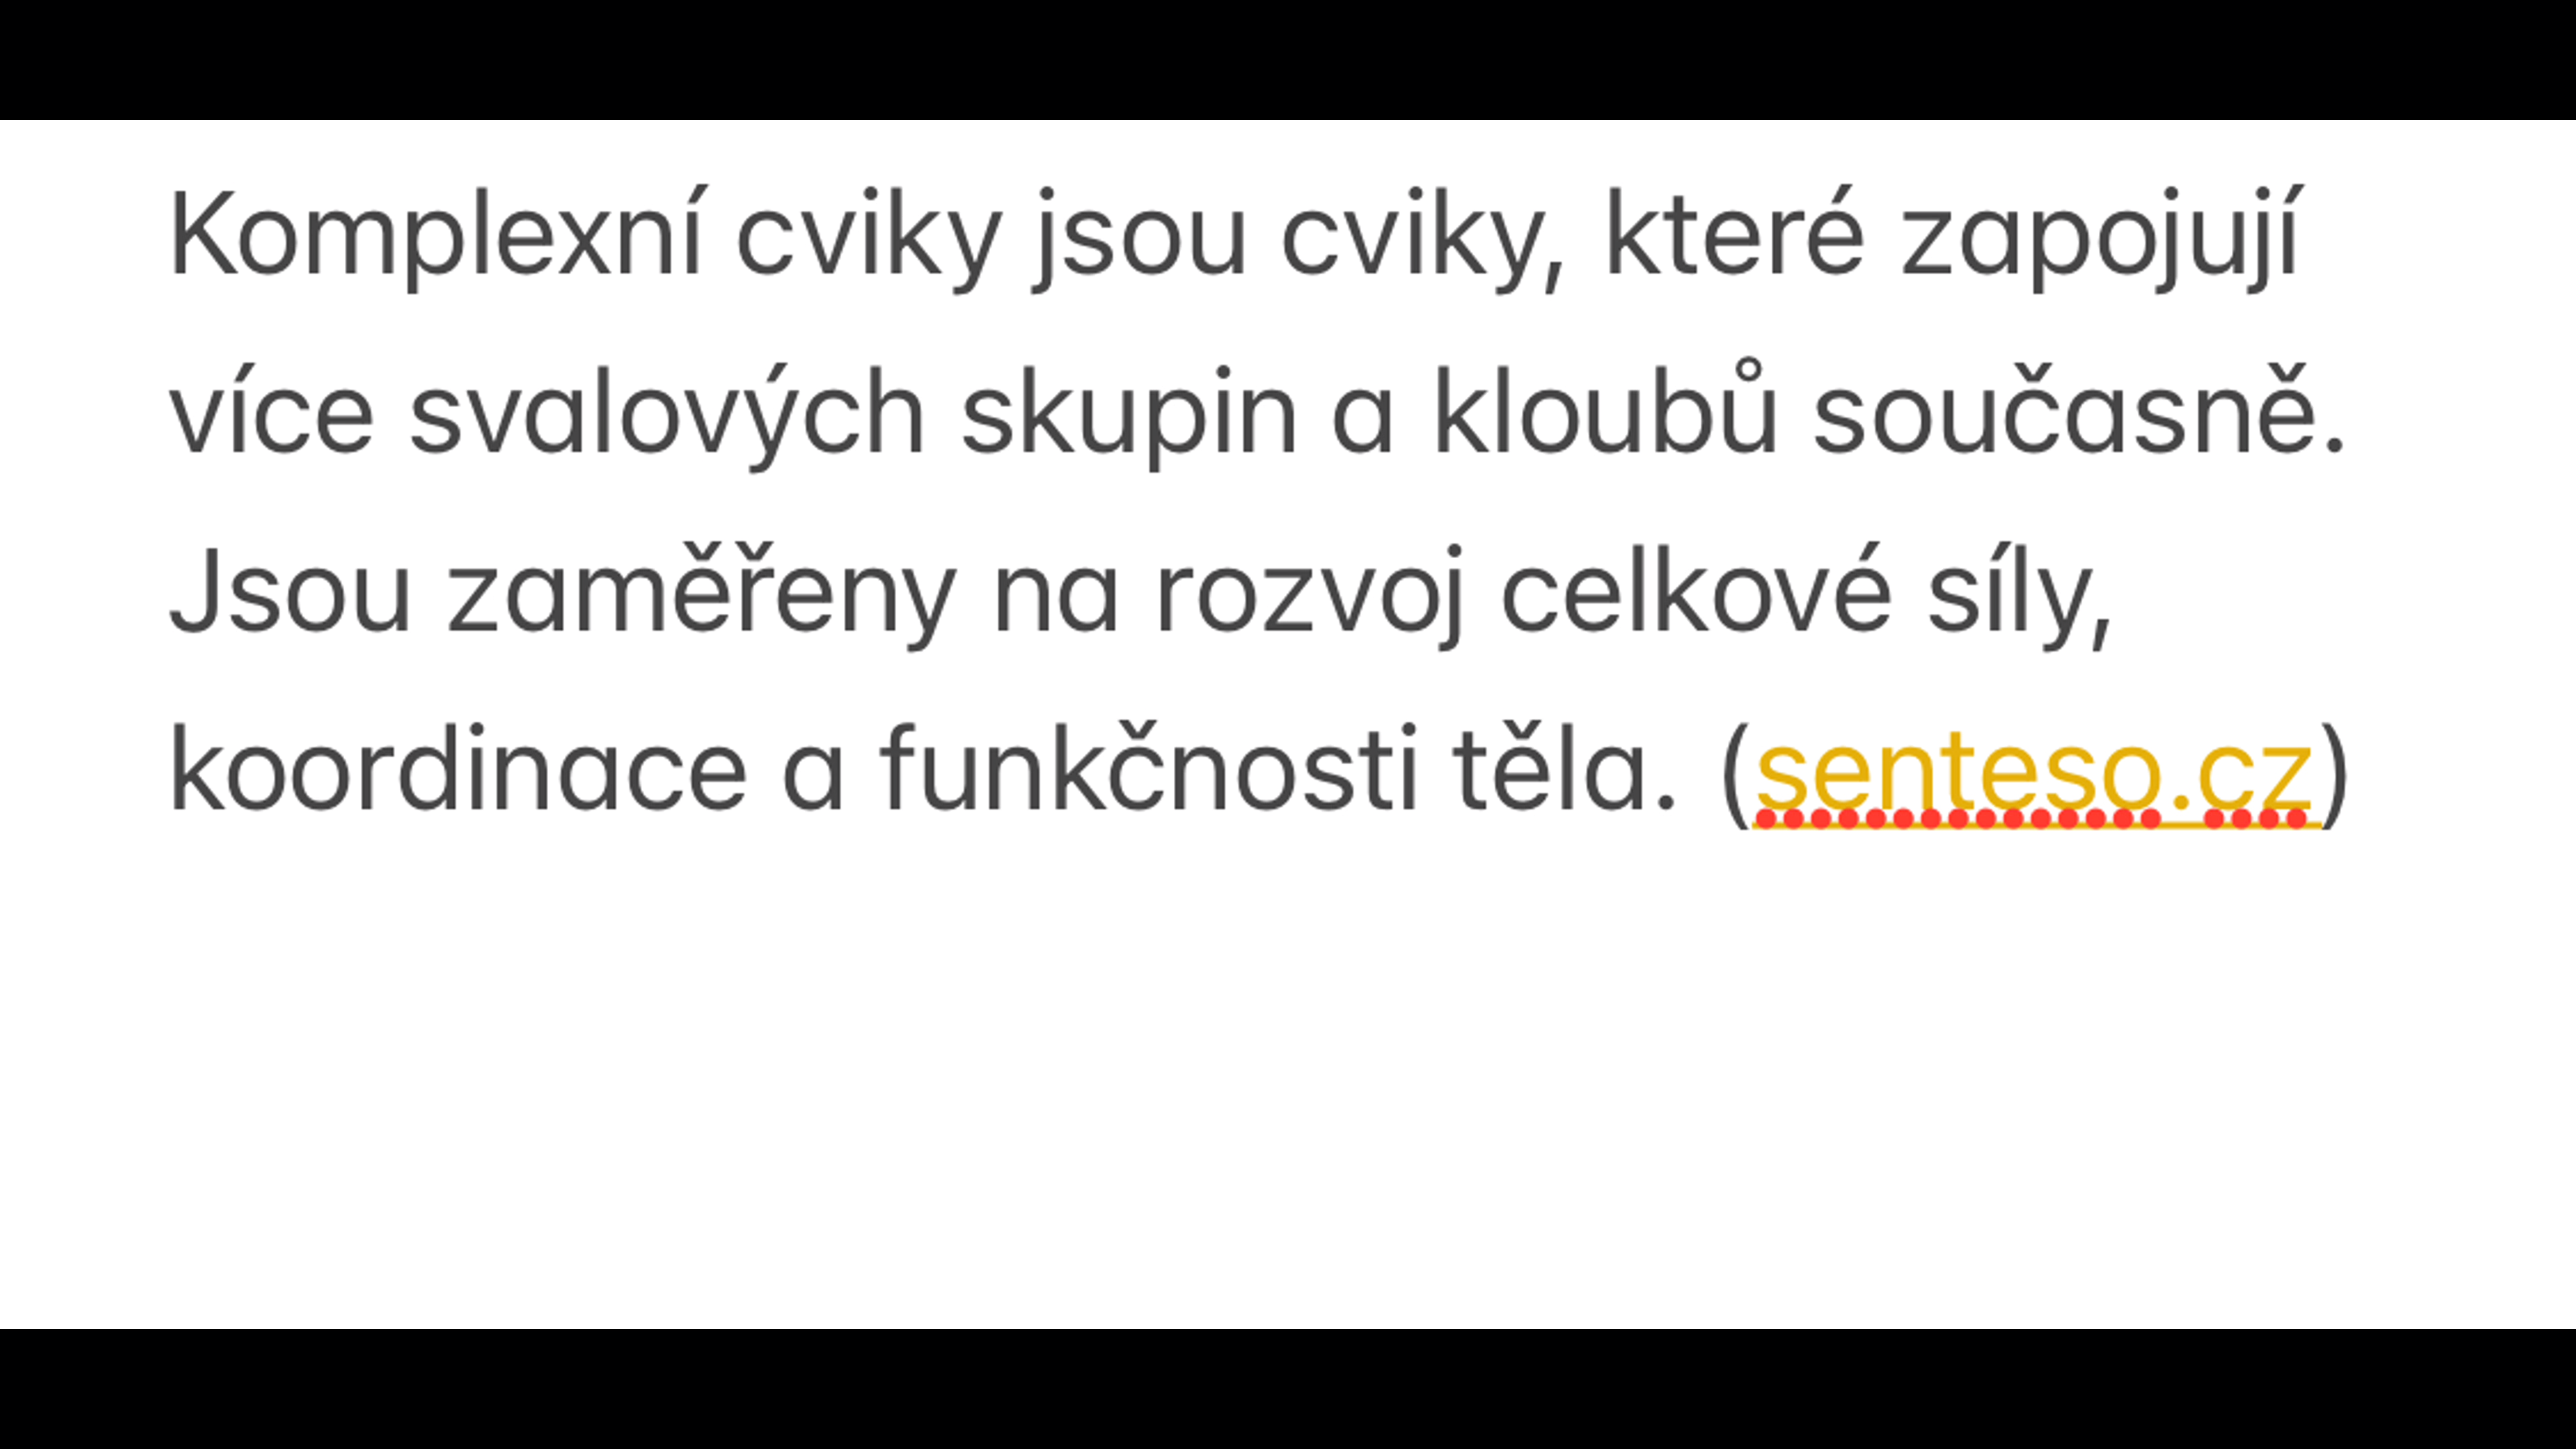 Komplexní cviky jsou cviky, které zapojují
více svalových skupin a kloubů současně.
Jsou zaměřeny na rozvoj celkové síly,
koordinace a funkčnosti těla. (senteso.cz)